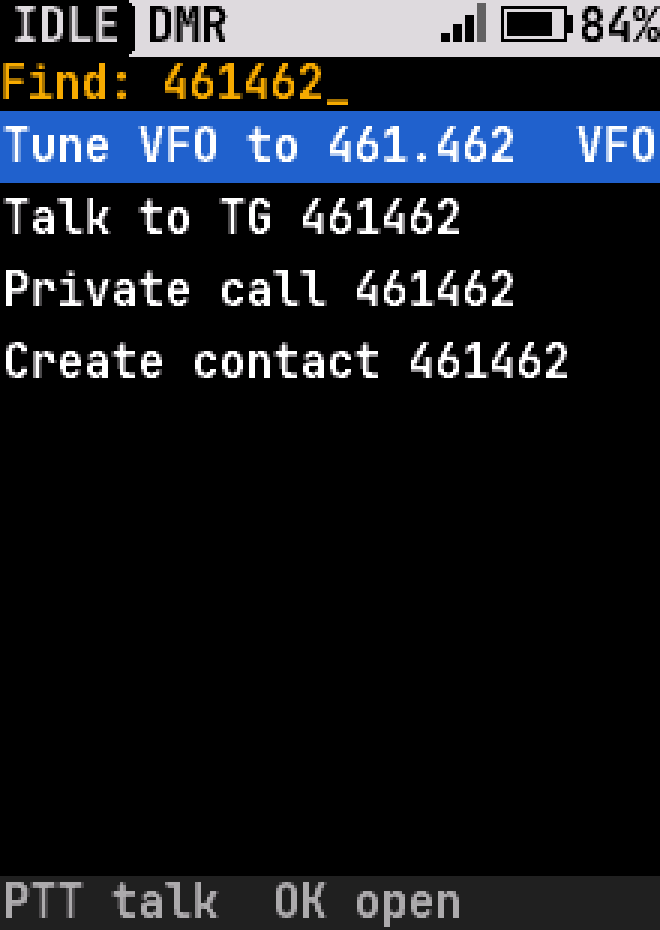 IDLE DMR 84%
Find: 461462_
Tune VFO to 461.462 VFO
Talk to TG 461462
Private call 461462
Create contact 461462
PTT talk OK open